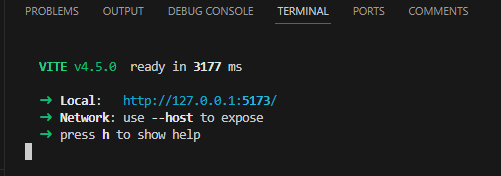 PROBLEMS OUTPUT DEBUG CONSOLE TERMINAL PORTS COMMENTS
VITE v4.5.0 ready in 3177 ms
➜ Local: http://127.0.0.1:5173/
➜ Network: use --host to expose
➜ press h to show help